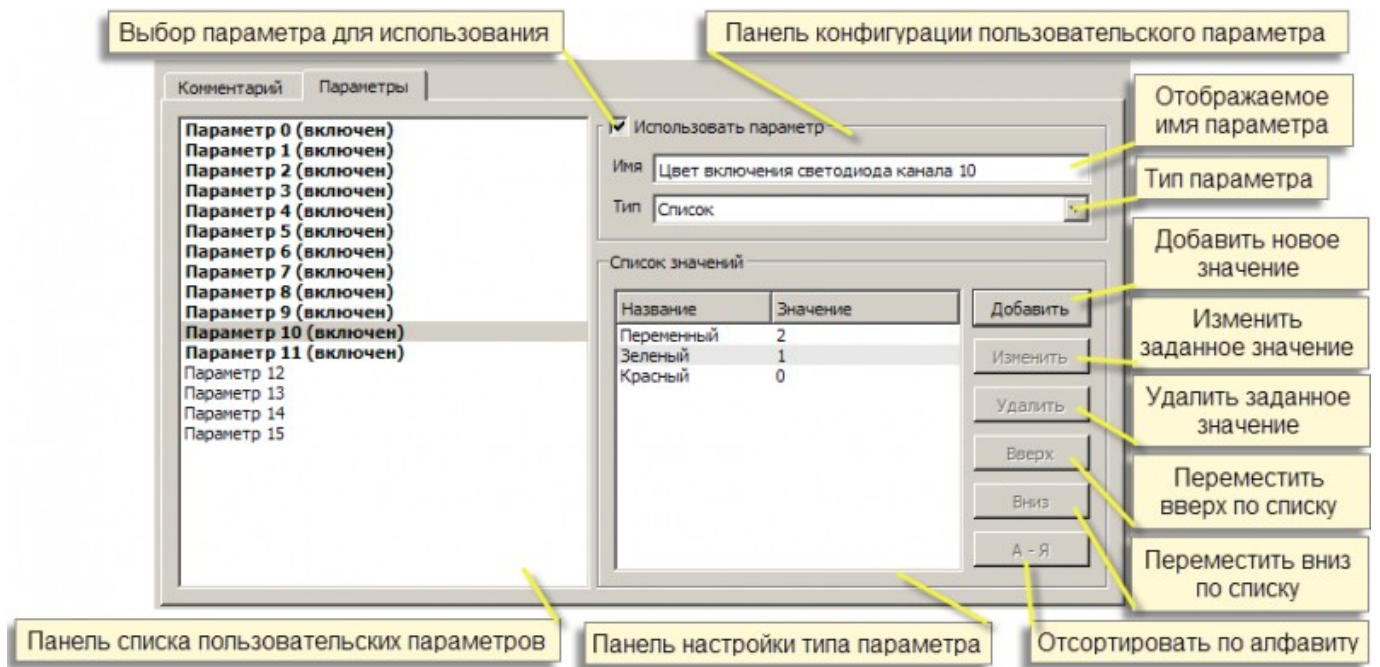 Выбор параметра для использования
Панель конфигурации пользовательского параметра
Комментарий
Параметры
Отображаемое
имя параметра
Параметр 0 (включен)
Параметр 1 (включен)
Параметр 2 (включен)
Параметр 3 (включен)
Параметр 4 (включен)
Параметр 5 (включен)
Параметр 6 (включен)
Параметр 7 (включен)
Параметр 8 (включен)
Параметр 9 (включен)
Параметр 10 (включен)
Параметр 11 (включен)
Параметр 12
Параметр 13
Параметр 14
Параметр 15
Использовать параметр
Имя Цвет включения светодиода канала 10
Тип Список
Тип параметра
Список значений
Название Значение
Переменный 2
Зеленый 1
Красный 0
Добавить
Изменить
Удалить
Вверх
Вниз
А - Я
Добавить новое
значение
Изменить
заданное значение
Удалить заданное
значение
Переместить
вверх по списку
Переместить вниз
по списку
Панель списка пользовательских параметров
Панель настройки типа параметра
Отсортировать по алфавиту